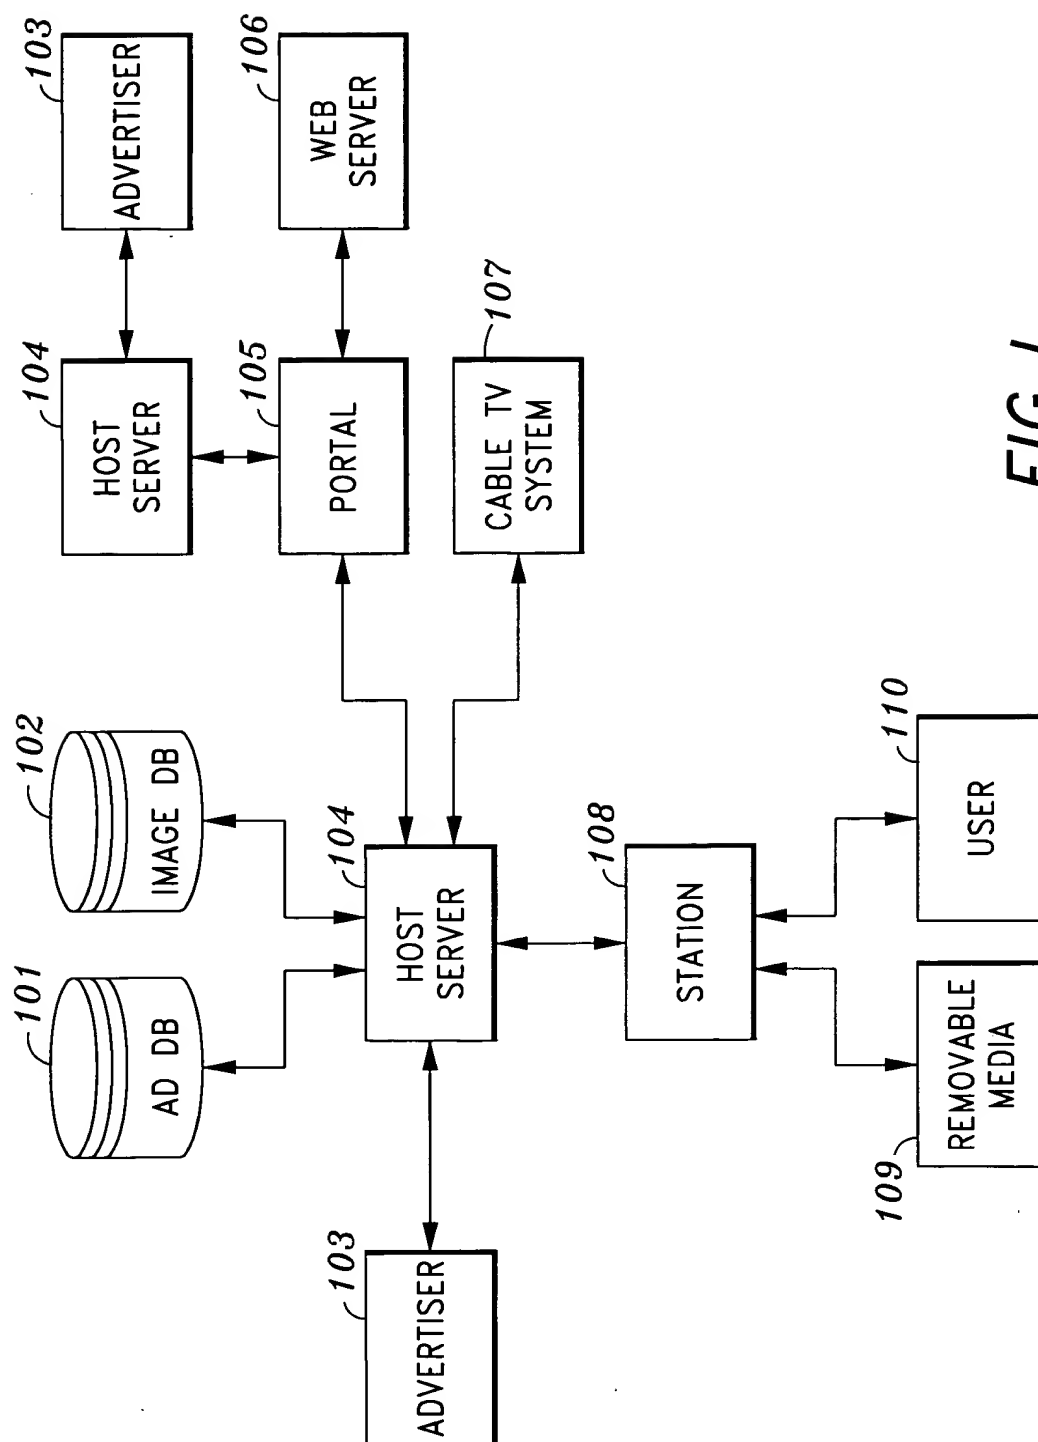 101
AD DB
102
IMAGE DB
103
ADVERTISER
104
HOST
SERVER
104
HOST
SERVER
103
ADVERTISER
105
PORTAL
106
WEB
SERVER
107
CABLE TV
SYSTEM
108
STATION
109
REMOVABLE
MEDIA
110
USER
FIG. 1